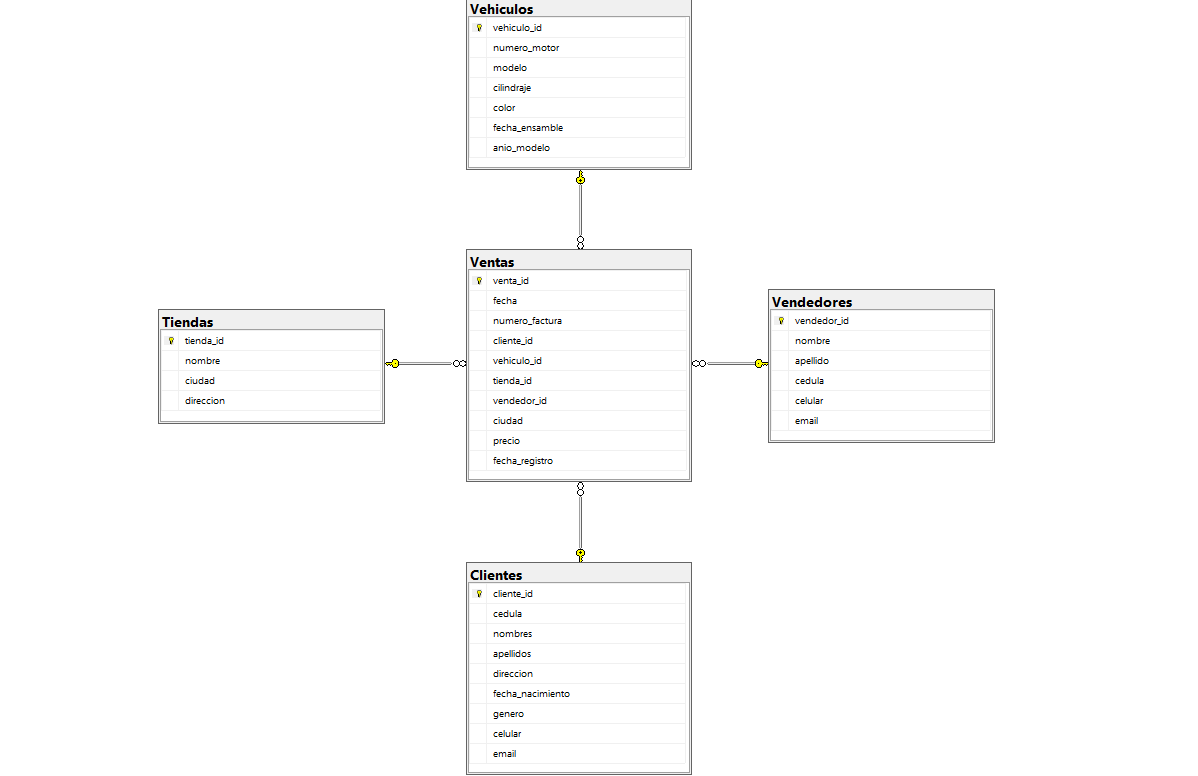 Vehiculos
vehiculo_id
numero_motor
modelo
cilindraje
color
fecha_ensamble
anio_modelo
Ventas
venta_id
fecha
numero_factura
cliente_id
vehiculo_id
tienda_id
vendedor_id
ciudad
precio
fecha_registro
Tiendas
tienda_id
nombre
ciudad
direccion
Vendedores
vendedor_id
nombre
apellido
cedula
celular
email
Clientes
cliente_id
cedula
nombres
apellidos
direccion
fecha_nacimiento
genero
celular
email